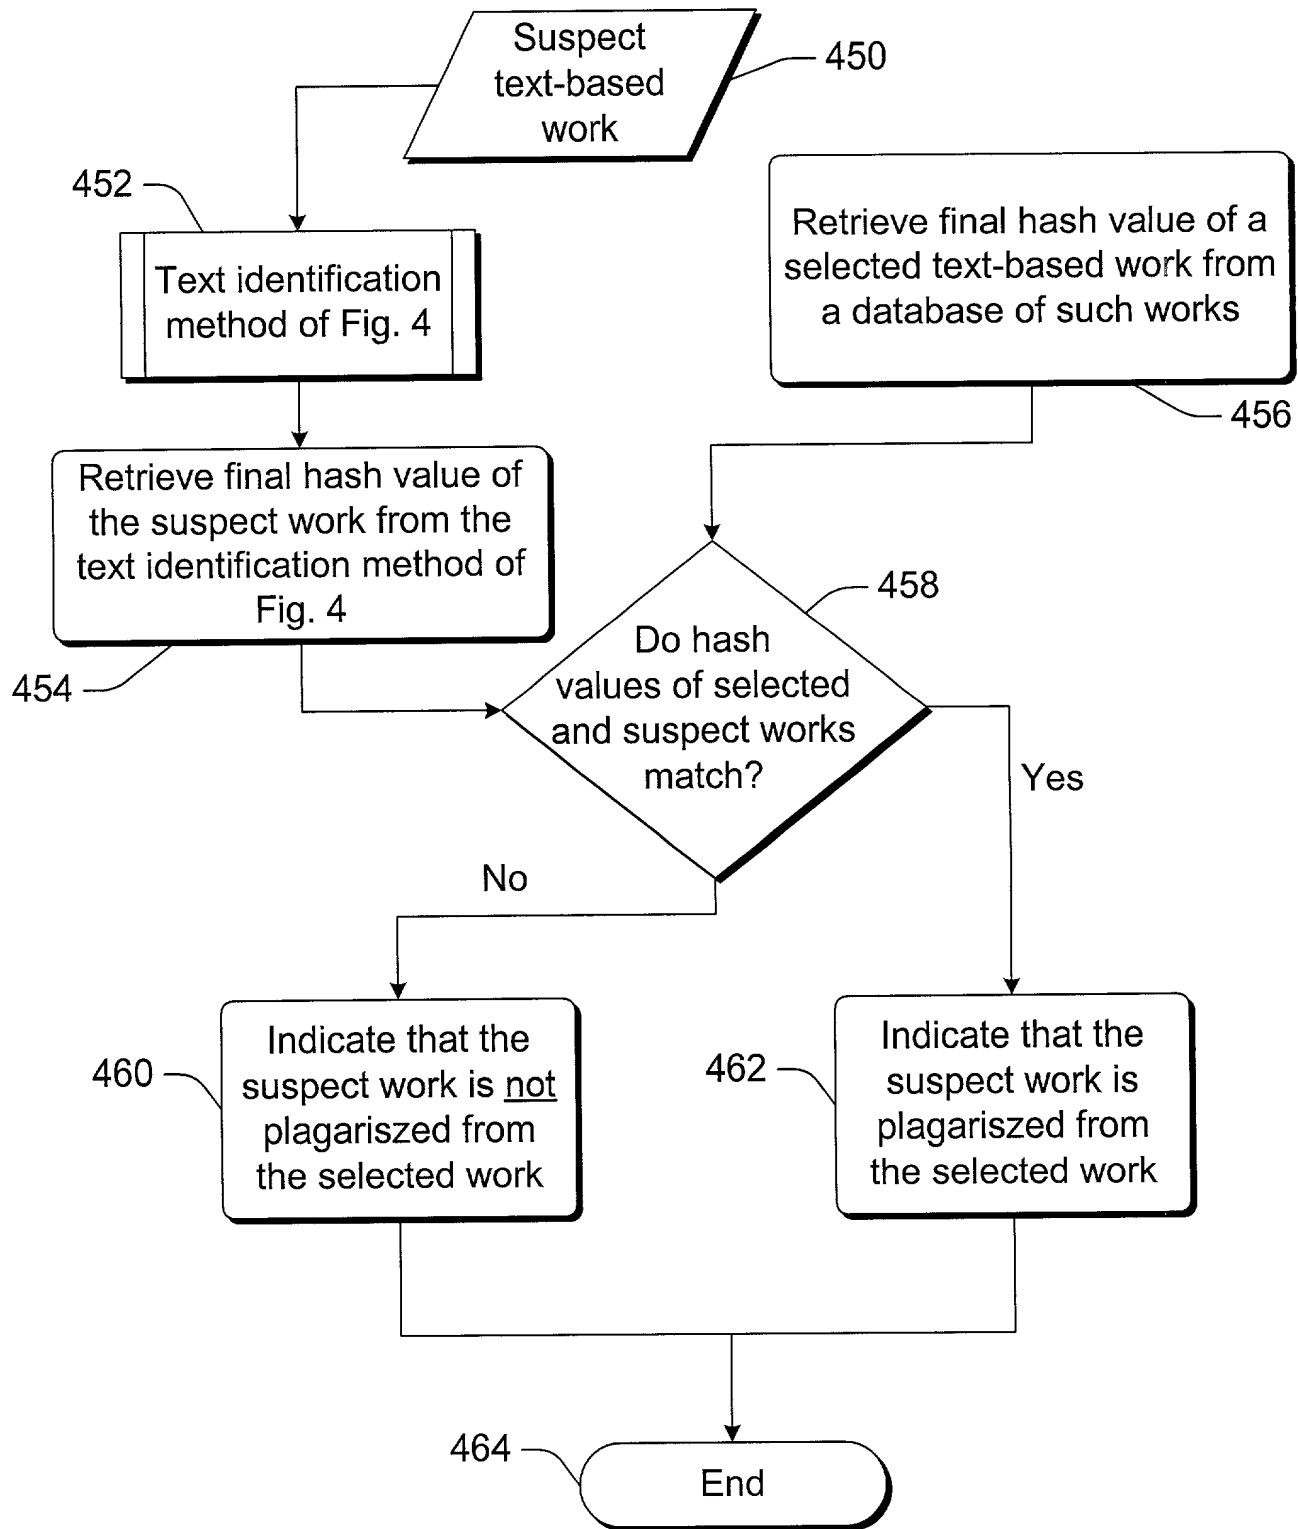 Suspect
text-based
work
450
452
Text identification
method of Fig. 4
Retrieve final hash value of a
selected text-based work from
a database of such works
456
Retrieve final hash value of
the suspect work from the
text identification method of
Fig. 4
454
458
Do hash
values of selected
and suspect works
match?
Yes
No
460
Indicate that the
suspect work is not
plagariszed from
the selected work
462
Indicate that the
suspect work is
plagariszed from
the selected work
464
End